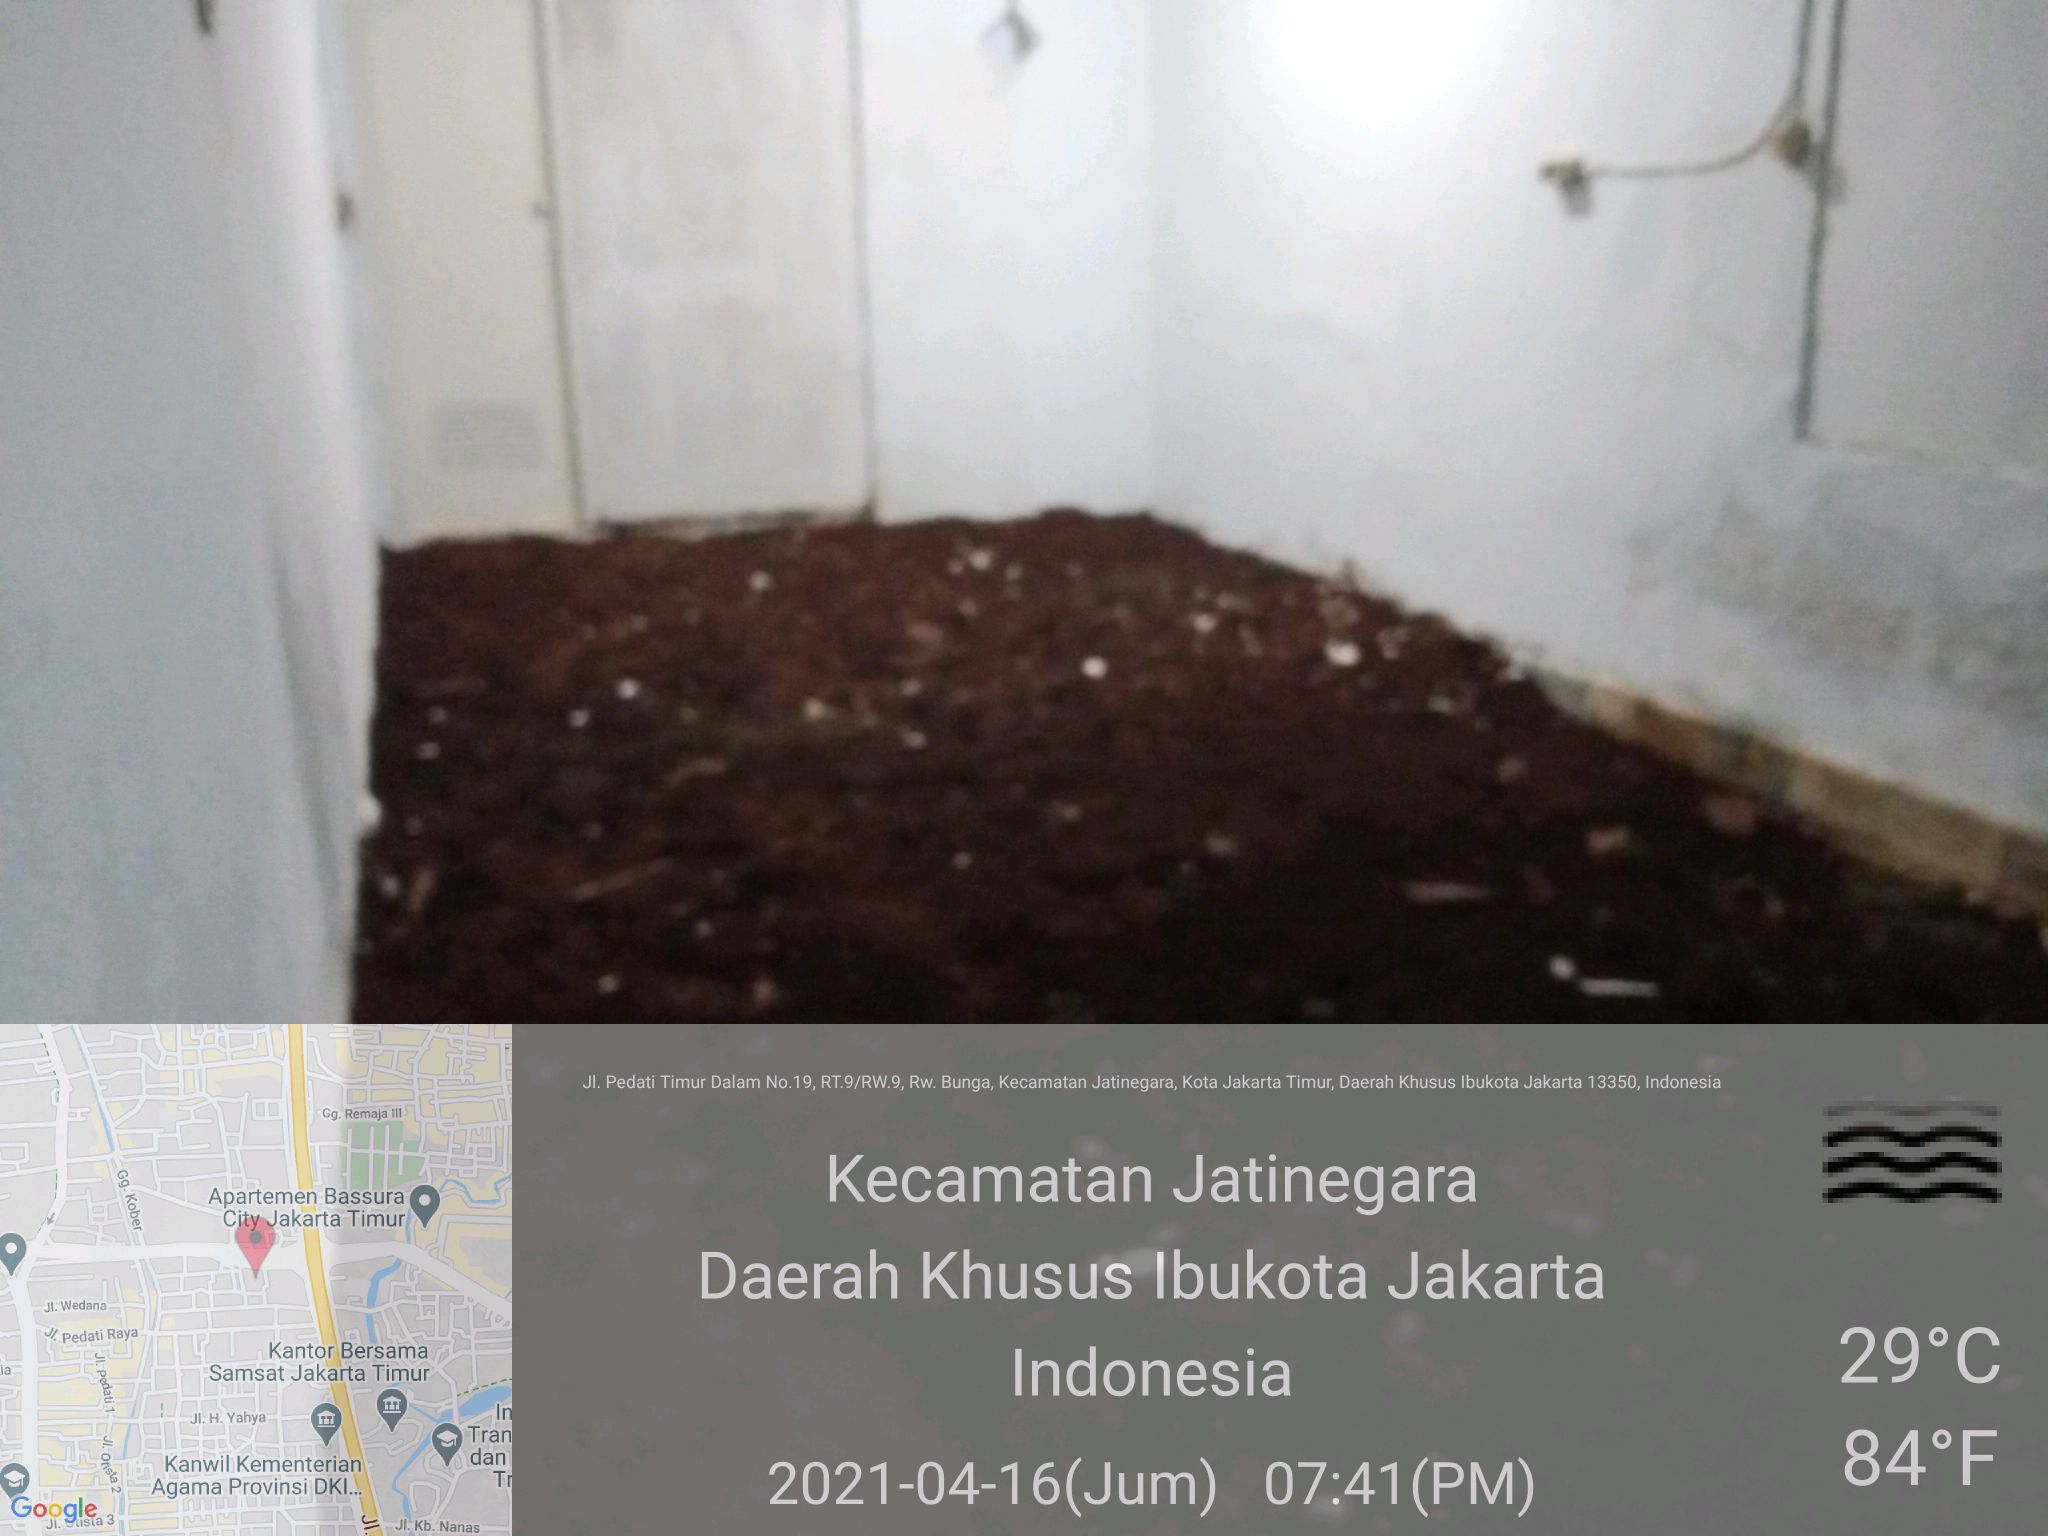 Jl. Pedati Timur Dalam No.19, RT.9/RW.9, Rw. Bunga, Kecamatan Jatinegara, Kota Jakarta Timur, Daerah Khusus Ibukota Jakarta 13350, Indonesia
Kecamatan Jatinegara
Daerah Khusus Ibukota Jakarta
Indonesia
2021-04-16(Jum) 07:41(PM)
29°C
84°F
Gg. Remaja III
Gg. Kober
Apartemen Bassura
City Jakarta Timur
Jl. Wedana
Jl. Pedati Raya
Jl. Pedati 1
Kantor Bersama
Samsat Jakarta Timur
Jl. H. Yahya
Jl. Otista 2
Kanwil Kementerian
Agama Provinsi DKI...
In
Tran
dan
Tr
Google
Jl. Otista 3
Jl. Kb. Nanas
Jl.